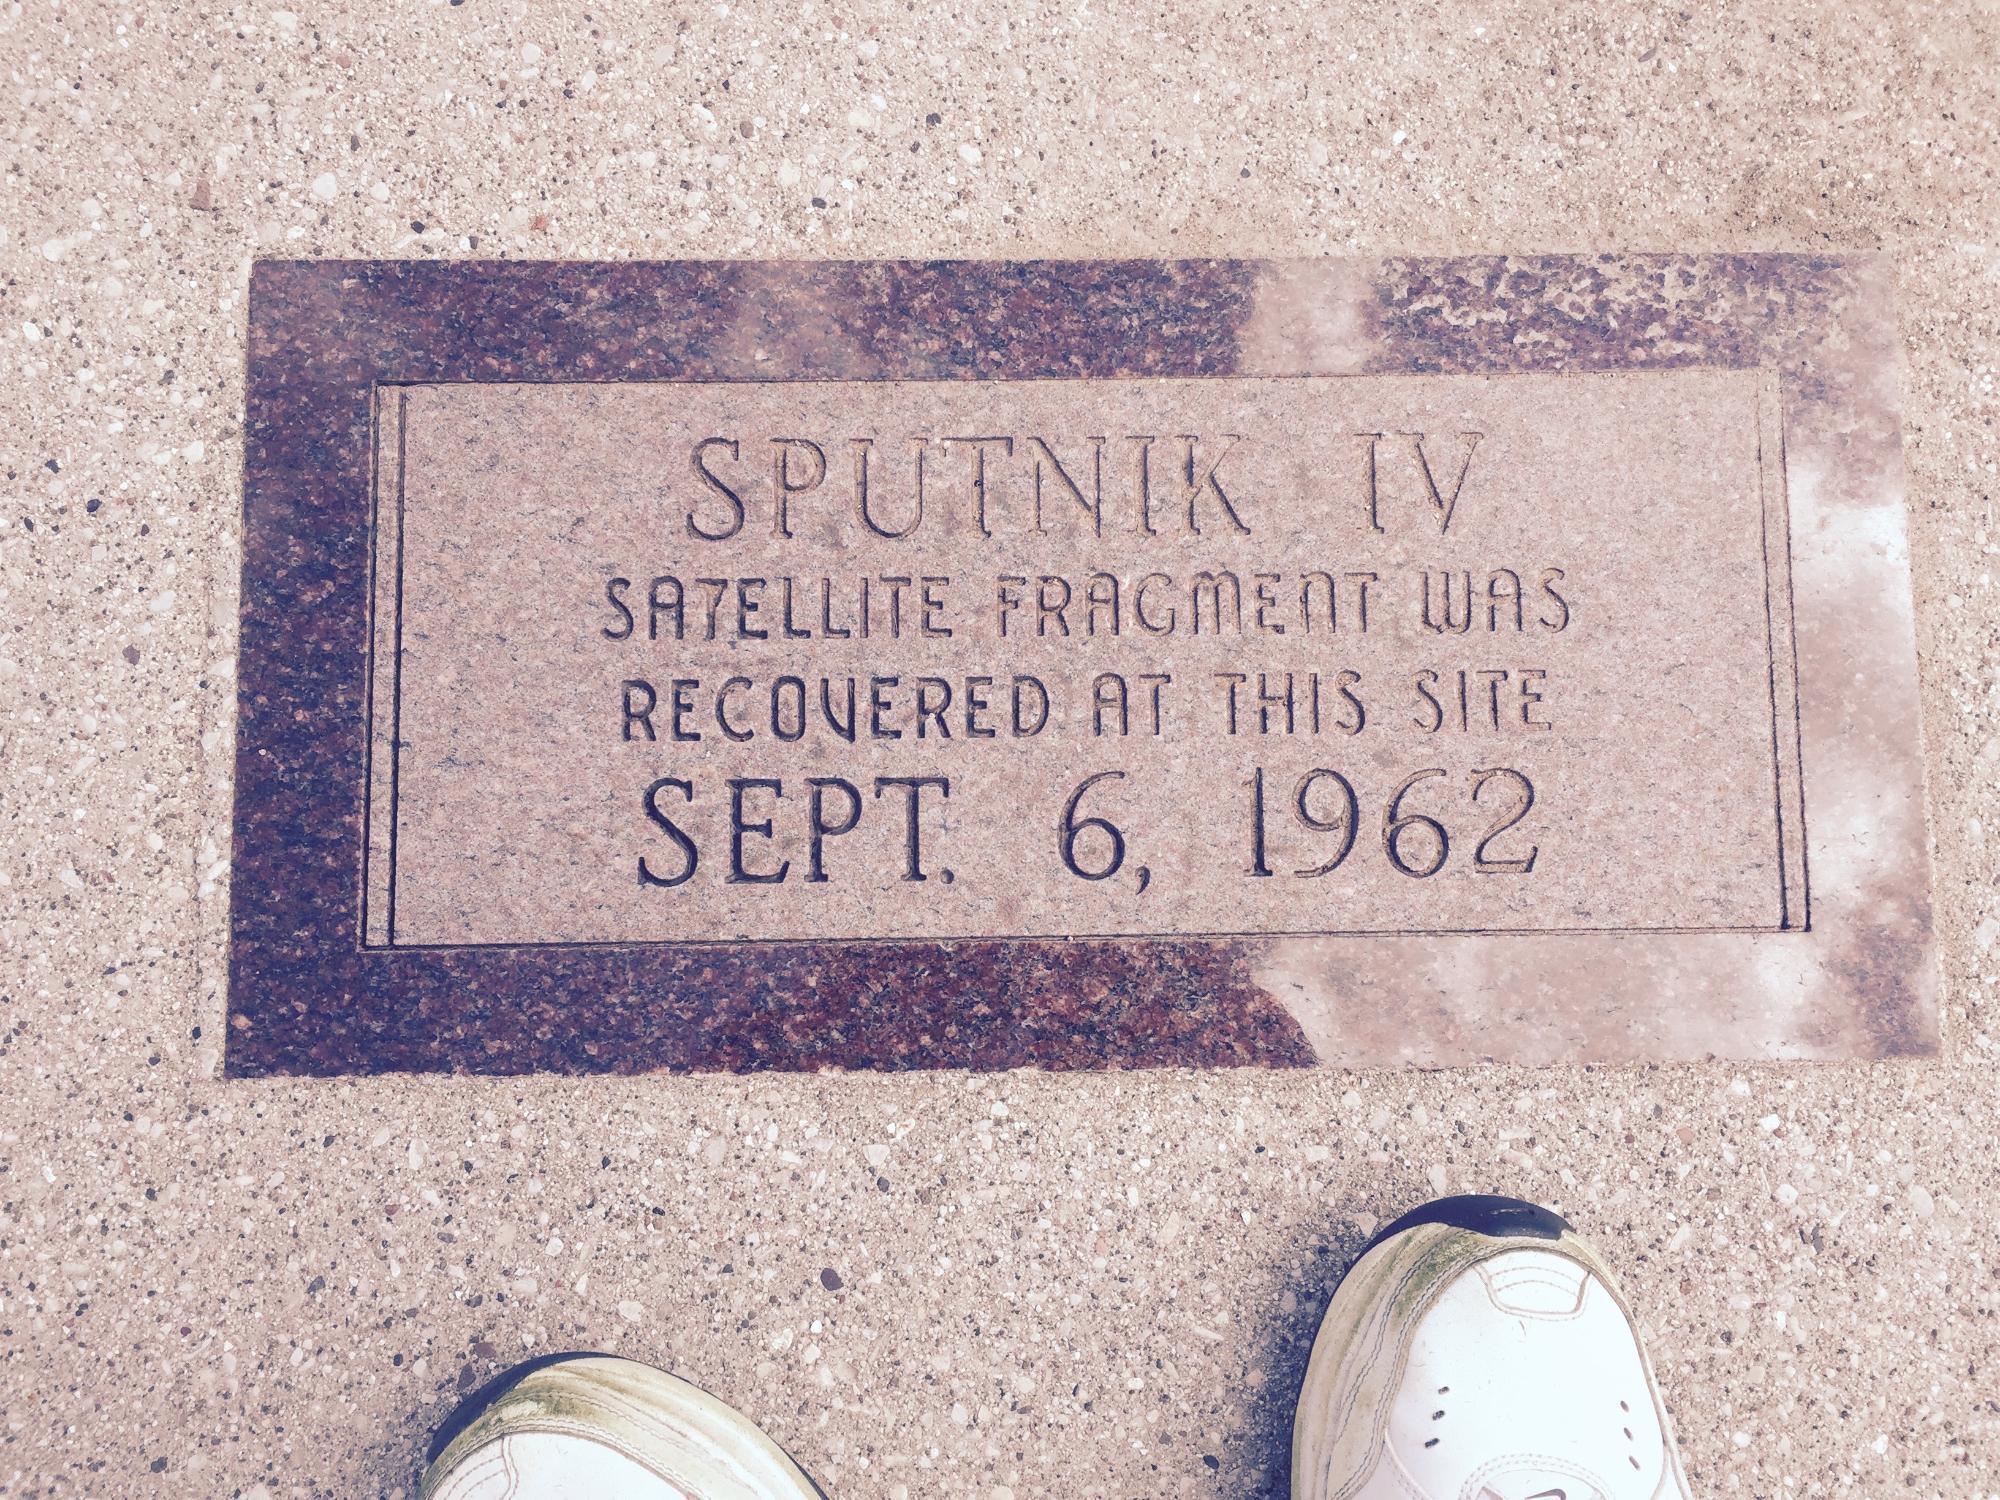 SPUTNIK IV
SATELLITE FRAGMENT WAS
RECOVERED AT THIS SITE
SEPT. 6, 1962